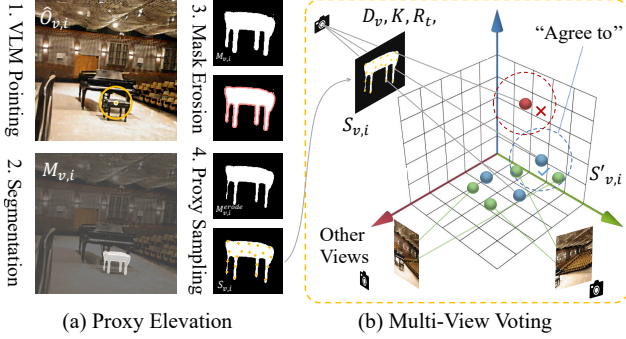 1. VLM Pointing
Ô_{v,i}
2. Segmentation
M_{v,i}
3. Mask Erosion
M_{v,i}
4. Proxy Sampling
M_{v,i}^{erode}
S_{v,i}
(a) Proxy Elevation
D_v, K, R_t,
S_{v,i}
“Agree to”
S'_{v,i}
Other
Views
(b) Multi-View Voting